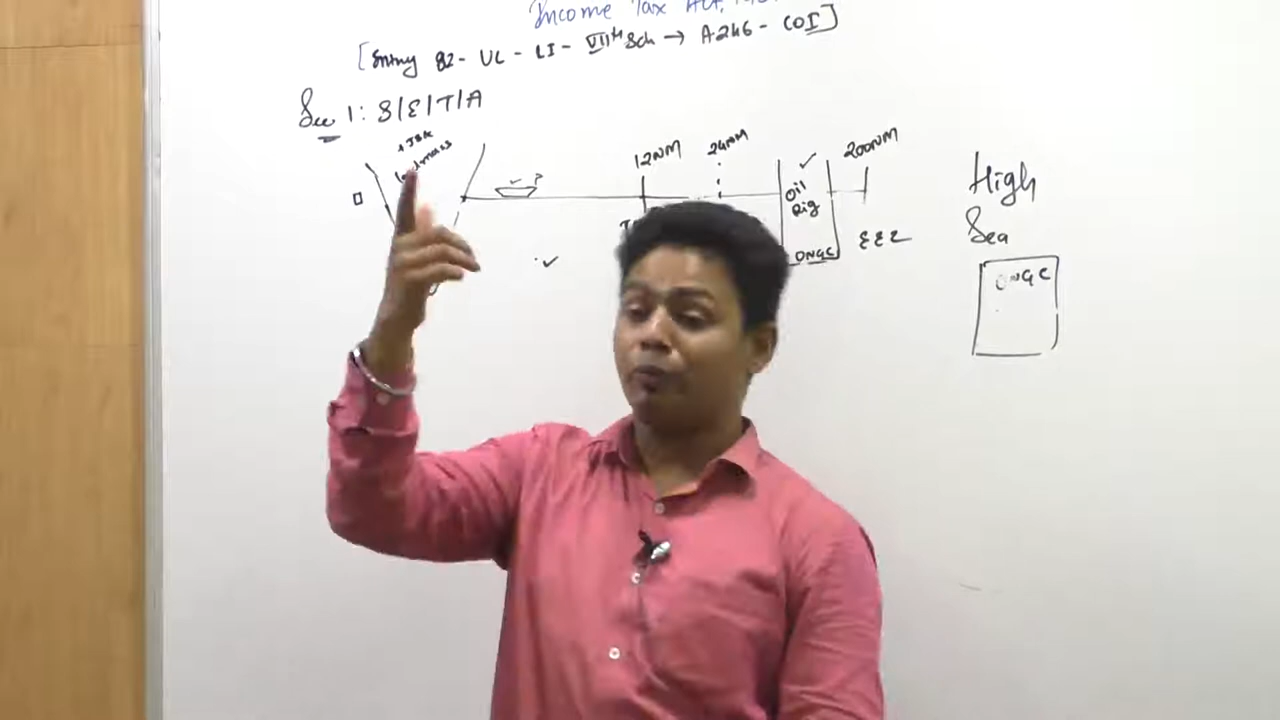 Income Tax Act, 
[Entry 82- UL - LI - VIIth Sch → A246 - COI]
Sec 1: S/E/T/A
+ J&K
landmass
12NM
24NM
200NM
Oil
Rig
ONGC
EEZ
High
Sea
ONGC